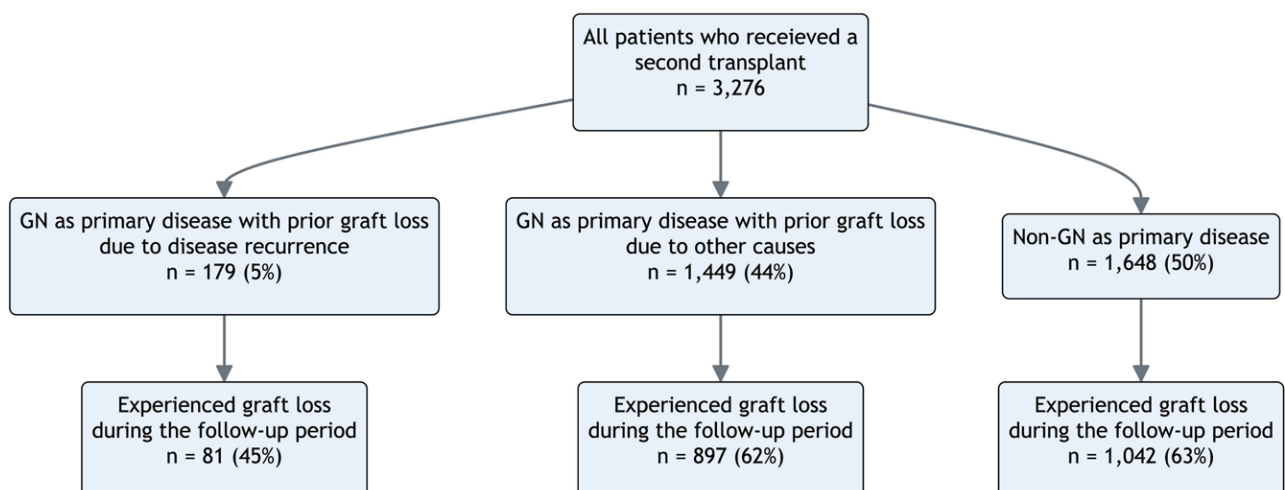 All patients who receieved a
second transplant
n = 3,276
GN as primary disease with prior graft loss
due to disease recurrence
n = 179 (5%)
GN as primary disease with prior graft loss
due to other causes
n = 1,449 (44%)
Non-GN as primary disease
n = 1,648 (50%)
Experienced graft loss
during the follow-up period
n = 81 (45%)
Experienced graft loss
during the follow-up period
n = 897 (62%)
Experienced graft loss
during the follow-up period
n = 1,042 (63%)